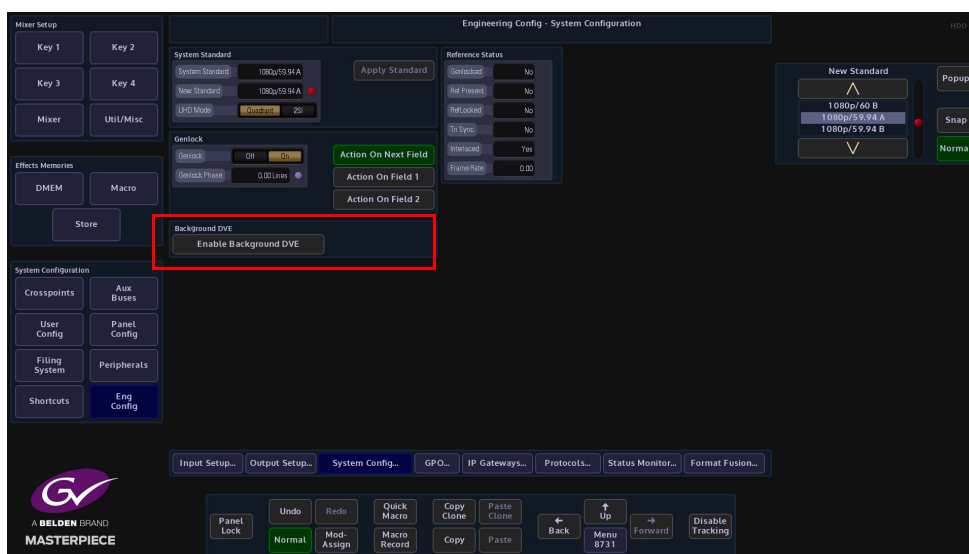 Mixer Setup
Key 1
Key 2
Key 3
Key 4
Mixer
Util/Misc
Effects Memories
DMEM
Macro
Store
System Configuration
Crosspoints
Aux
Buses
User
Config
Panel
Config
Filing
System
Peripherals
Shortcuts
Eng
Config
Engineering Config - System Configuration
HDD
System Standard
System Standard 1080p/59.94 A
Apply Standard
New Standard 1080p/59.94 A
UHD Mode Quadrant 2SI
Genlock
Genlock Off On
Action On Next Field
Genlock Phase 0.00 Lines
Action On Field 1
Action On Field 2
Background DVE
Enable Background DVE
Reference Status
Genlocked No
Ref Present No
RefLocked No
Tri Sync No
Interlaced Yes
Frame Rate 0.00
New Standard
1080p/60 B
1080p/59.94 A
1080p/59.94 B
Popup
Snap
Norma
Input Setup... Output Setup... System Config... GPO... IP Gateways... Protocols... Status Monitor... Format Fusion...
GV
A BELDEN BRAND
MASTERPIECE
Panel
Lock
Undo
Redo
Normal
Mod-
Assign
Quick
Macro
Macro
Record
Copy
Clone
Paste
Clone
Copy
Paste
Back
Up
Menu
8731
Forward
Disable
Tracking